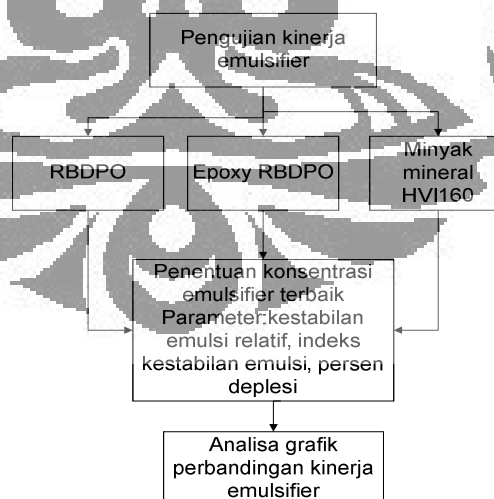 Pengujian kinerja
emulsifier
RBDPO
Epoxy RBDPO
Minyak
mineral
HVI160
Penentuan konsentrasi
emulsifier terbaik
Parameter:kestabilan
emulsi relatif, indeks
kestabilan emulsi, persen
deplesi
Analisa grafik
perbandingan kinerja
emulsifier